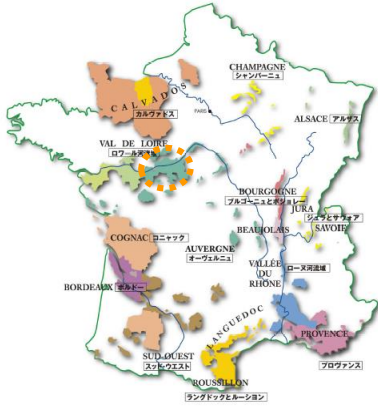 CHAMPAGNE
シャンパーニュ
CALVADOS
カルヴァドス
PARIS
ALSACE アルザス
VAL DE LOIRE
BOURGOGNE
ブルゴーニュとボジョレー
JURA
ジュラとサヴォア
SAVOIE
BEAUJOLAIS
COGNAC コニャック
AUVERGNE
オーヴェルニュ
VALLÉE
DU
RHÔNE
ローヌ河流域
BORDEAUX ボルドー
LANGUEDOC
PROVENCE
プロヴァンス
SUD-OUEST
スッド・ウエスト
ROUSSILLON
ラングドックとルーション